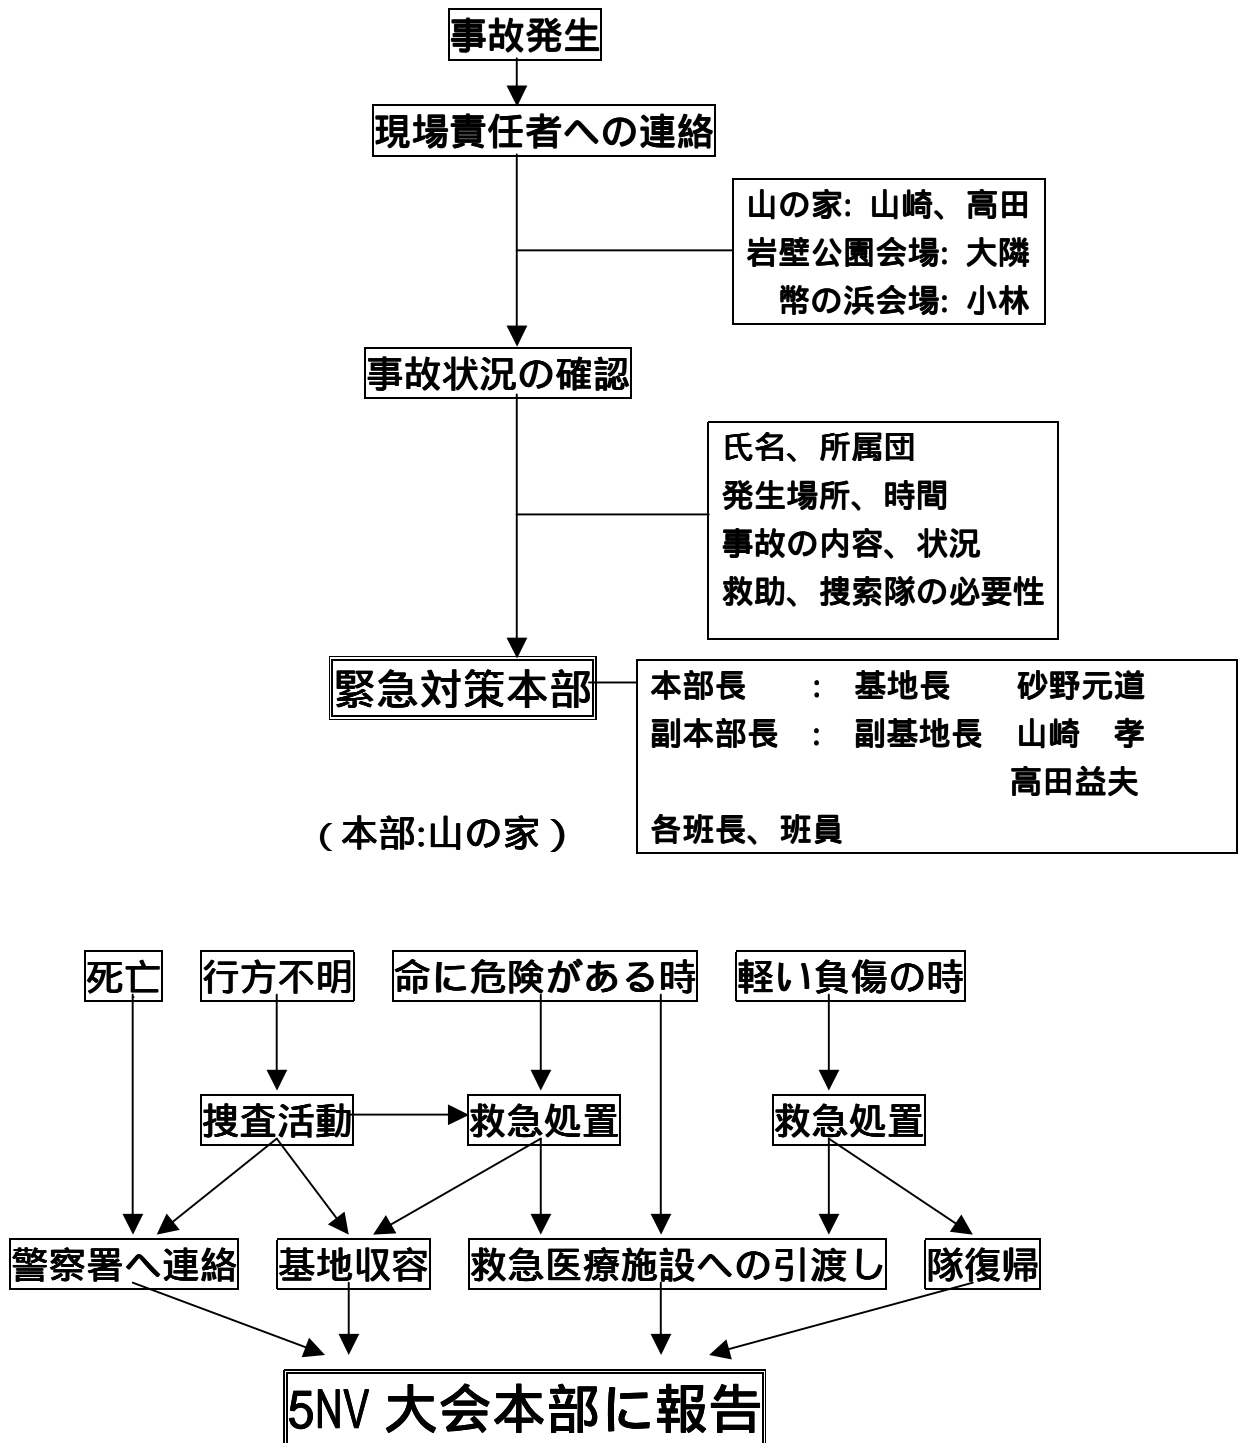 事故発生
現場責任者への連絡
山の家: 山崎、高田
岩壁公園会場: 大隣
幣の浜会場: 小林
事故状況の確認
氏名、所属団
発生場所、時間
事故の内容、状況
救助、捜索隊の必要性
緊急対策本部
本部長 : 基地長 砂野元道
副本部長 : 副基地長 山崎 孝
高田益夫
各班長、班員
(本部:山の家)
死亡 行方不明 命に危険がある時 軽い負傷の時
捜査活動 救急処置 救急処置
警察署へ連絡 基地収容 救急医療施設への引渡し 隊復帰
5NV 大会本部に報告